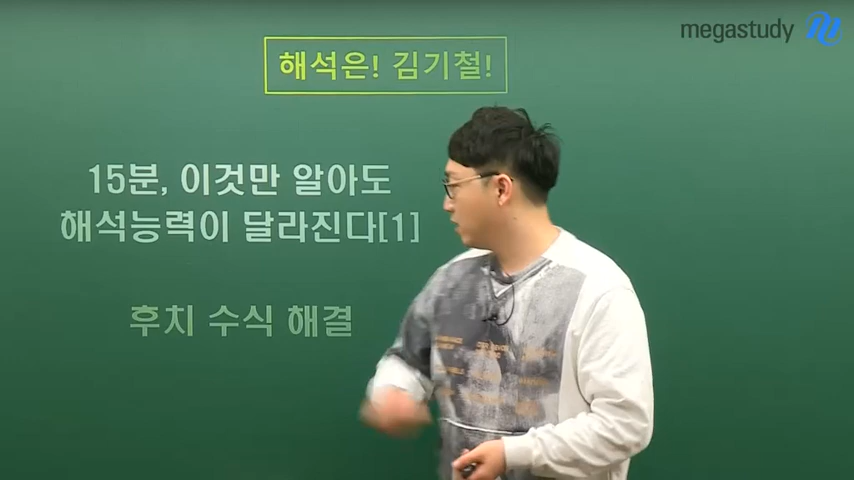 megastudy
해석은! 김기철!
15분, 이것만 알아도
해석능력이 달라진다[1]
후치 수식 해결